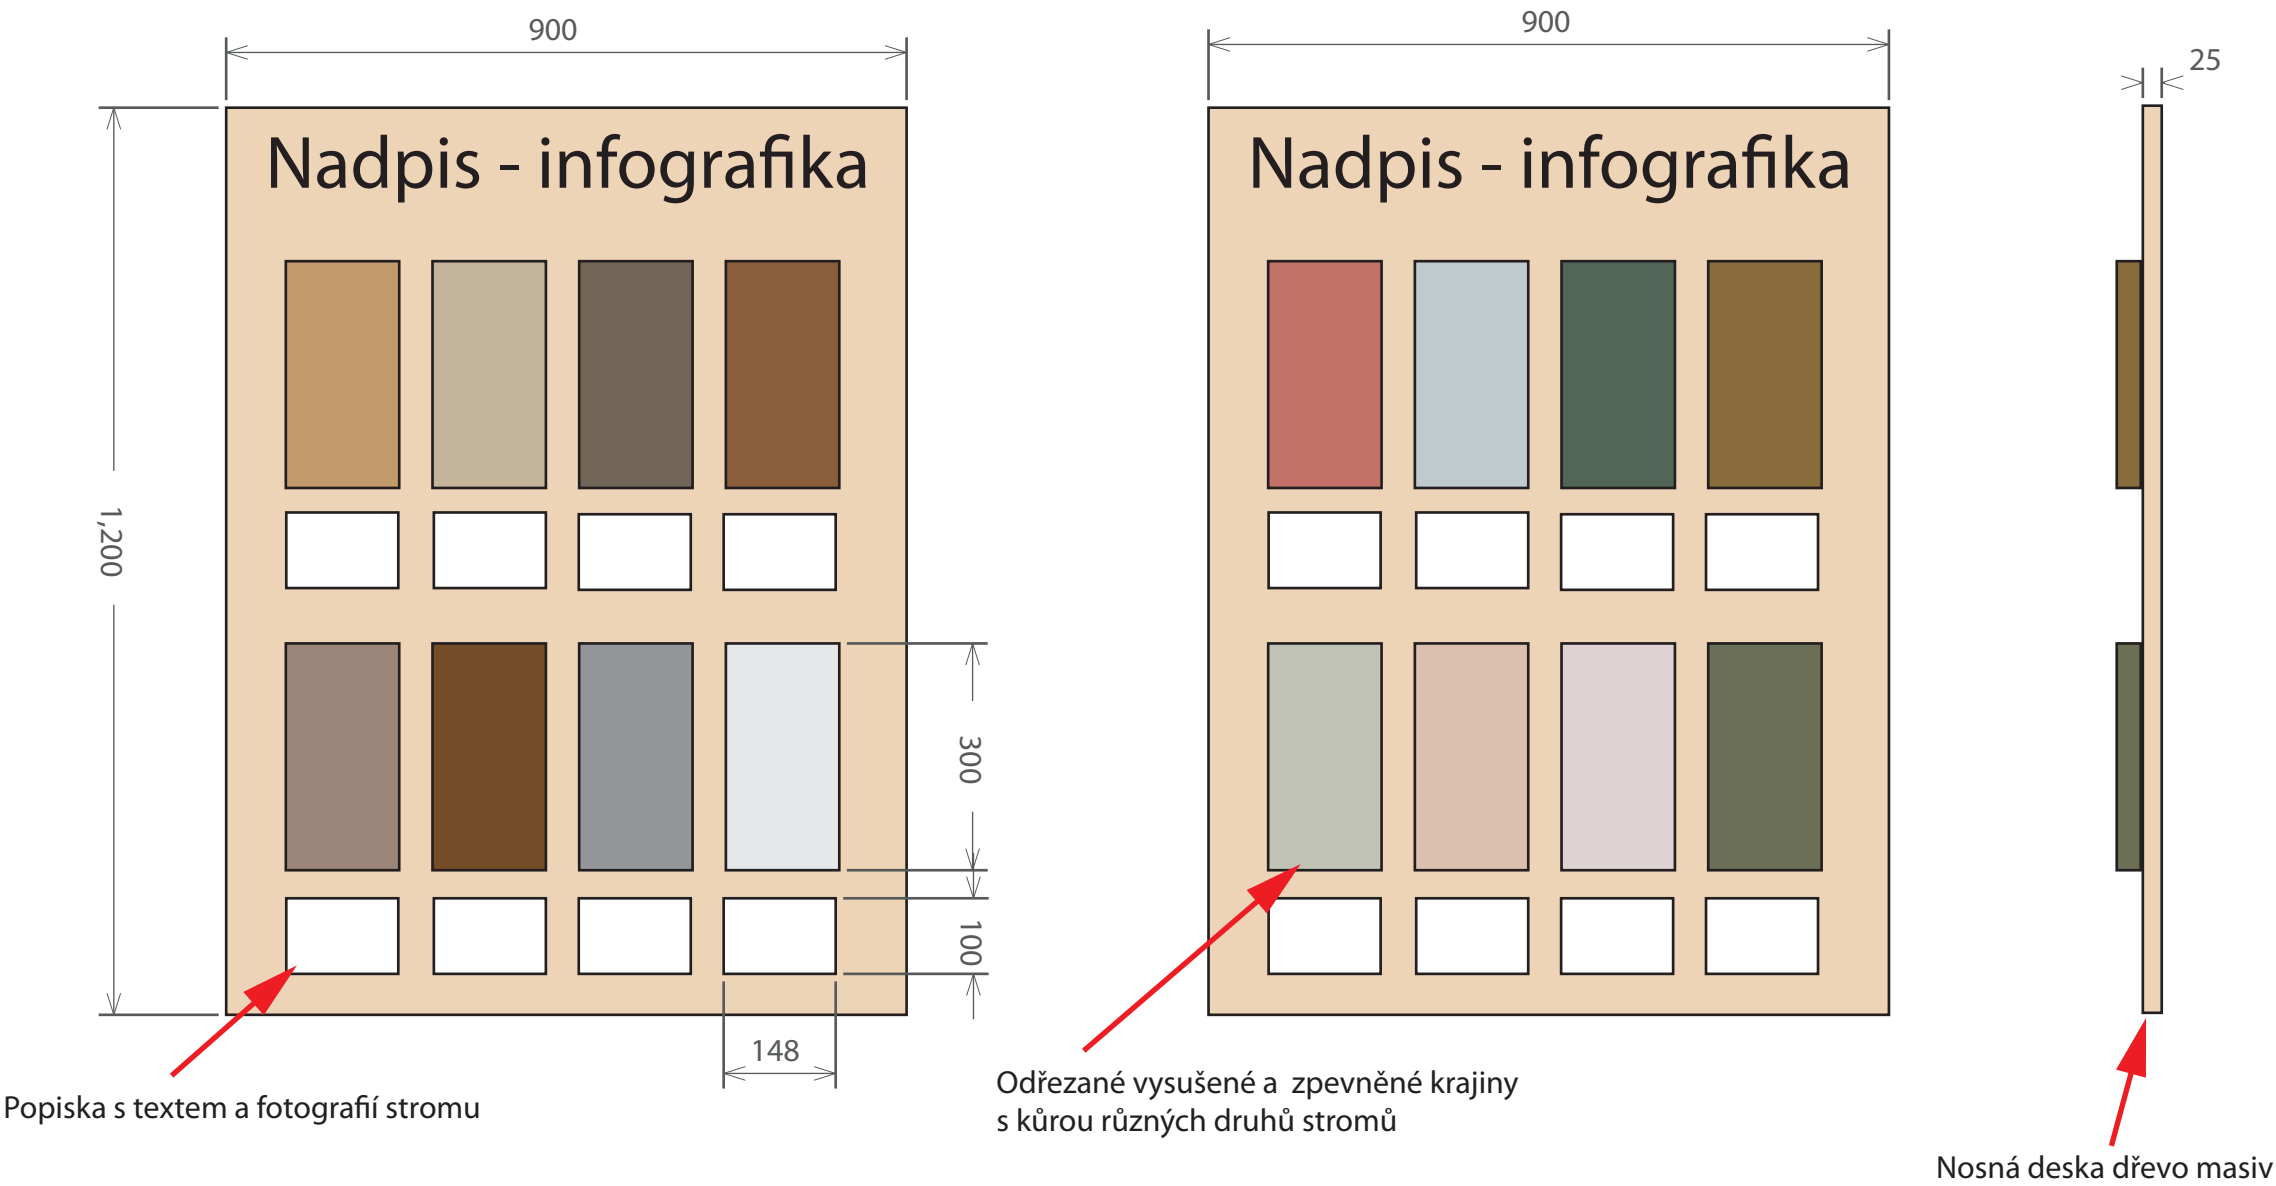 900
900
25
Nadpis - infografika
Nadpis - infografika
1,200
300
100
148
Popiska s textem a fotografií stromu
Odřezané vysušené a  zpevněné krajiny
s kůrou různých druhů stromů
Nosná deska dřevo masiv